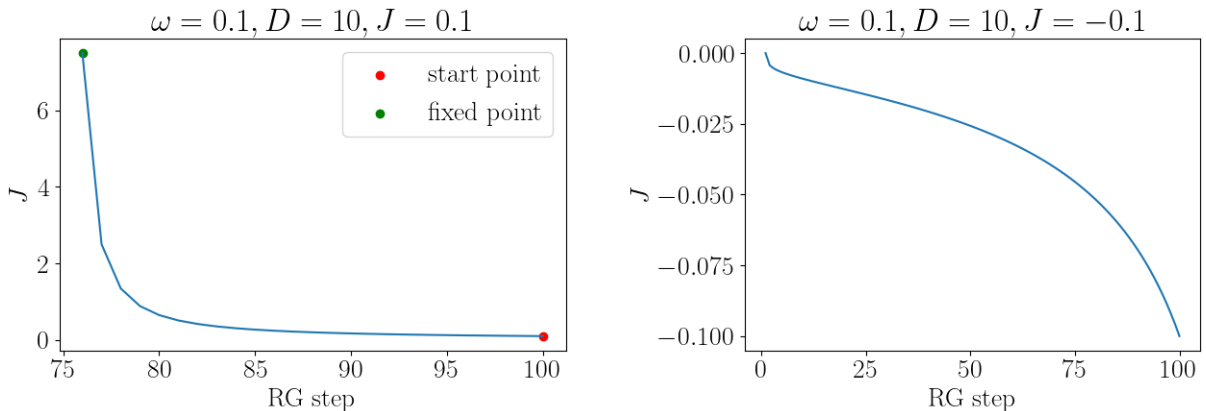 ω = 0.1, D = 10, J = 0.1
6
4
2
0
J
75 80 85 90 95 100
RG step
start point
fixed point
ω = 0.1, D = 10, J = −0.1
0.000
−0.025
−0.050
−0.075
−0.100
J
0 25 50 75 100
RG step